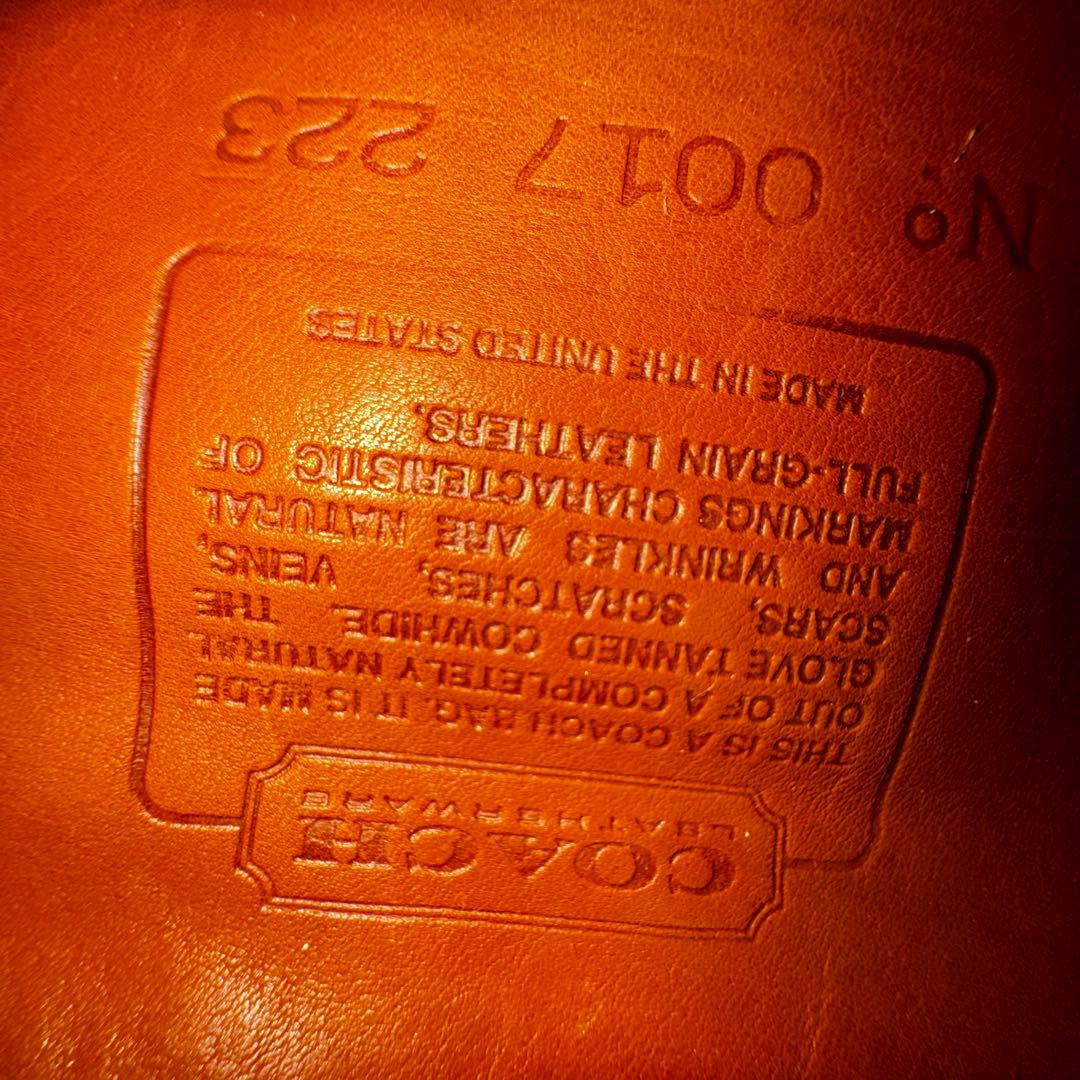 COACH
LEATHERWARE
THIS IS A COACH BAG. IT IS MADE
OUT OF A COMPLETELY NATURAL
GLOVE TANNED COWHIDE. THE
SCARS, SCRATCHES, VEINS,
AND WRINKLES ARE NATURAL
MARKINGS CHARACTERISTIC OF
FULL-GRAIN LEATHERS.
MADE IN THE UNITED STATES
Nº 0017 223